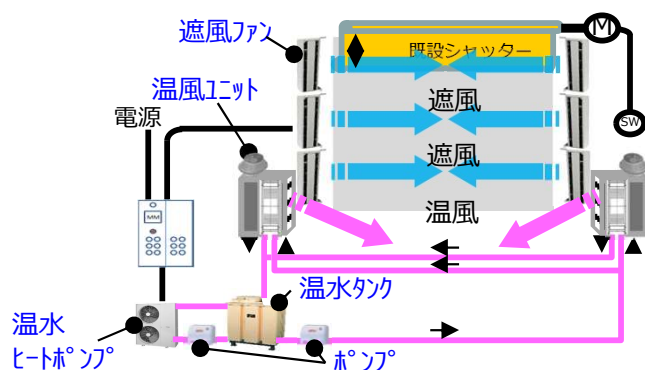 遮風ファン
既設シャッター
M
温風ﾕﾆｯﾄ
電源
遮風
SW
遮風
温風
MM
温水タンク
温水
ﾋｰﾄﾎﾟﾝﾌﾟ
ﾎﾟﾝﾌﾟ